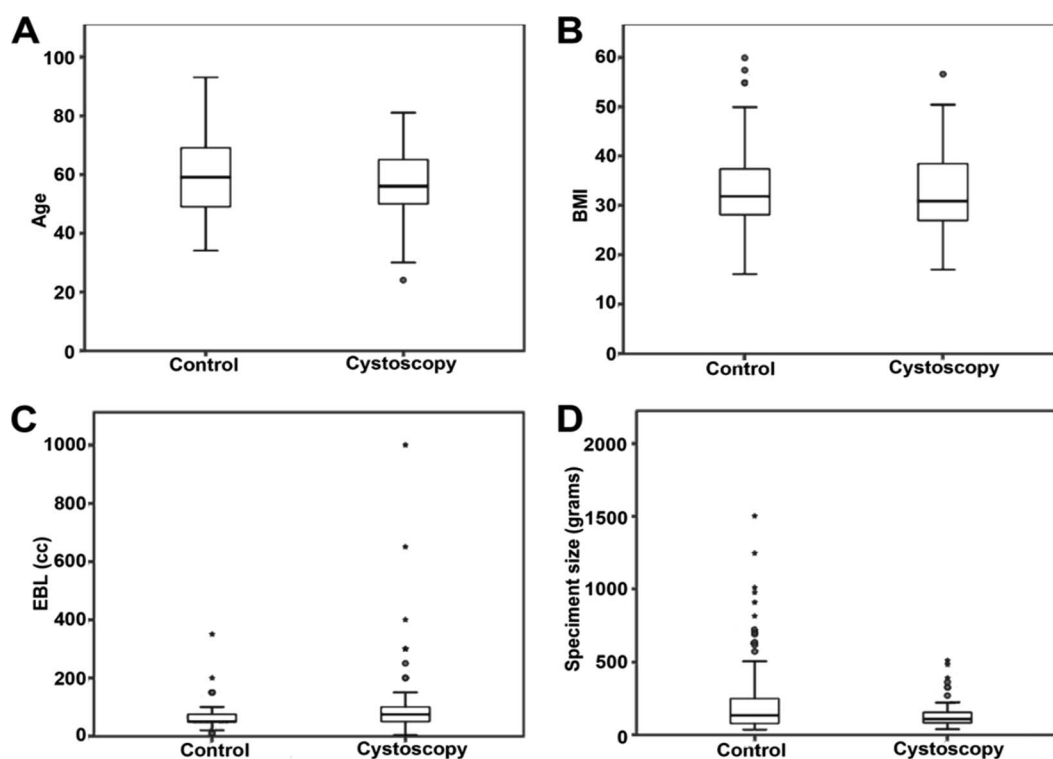 A
Age
100
80
60
40
20
0
Control Cystoscopy
B
BMI
60
50
40
30
20
10
0
Control Cystoscopy
C
EBL (cc)
1000
800
600
400
200
0
Control Cystoscopy
D
Speciment size (grams)
2000
1500
1000
500
0
Control Cystoscopy